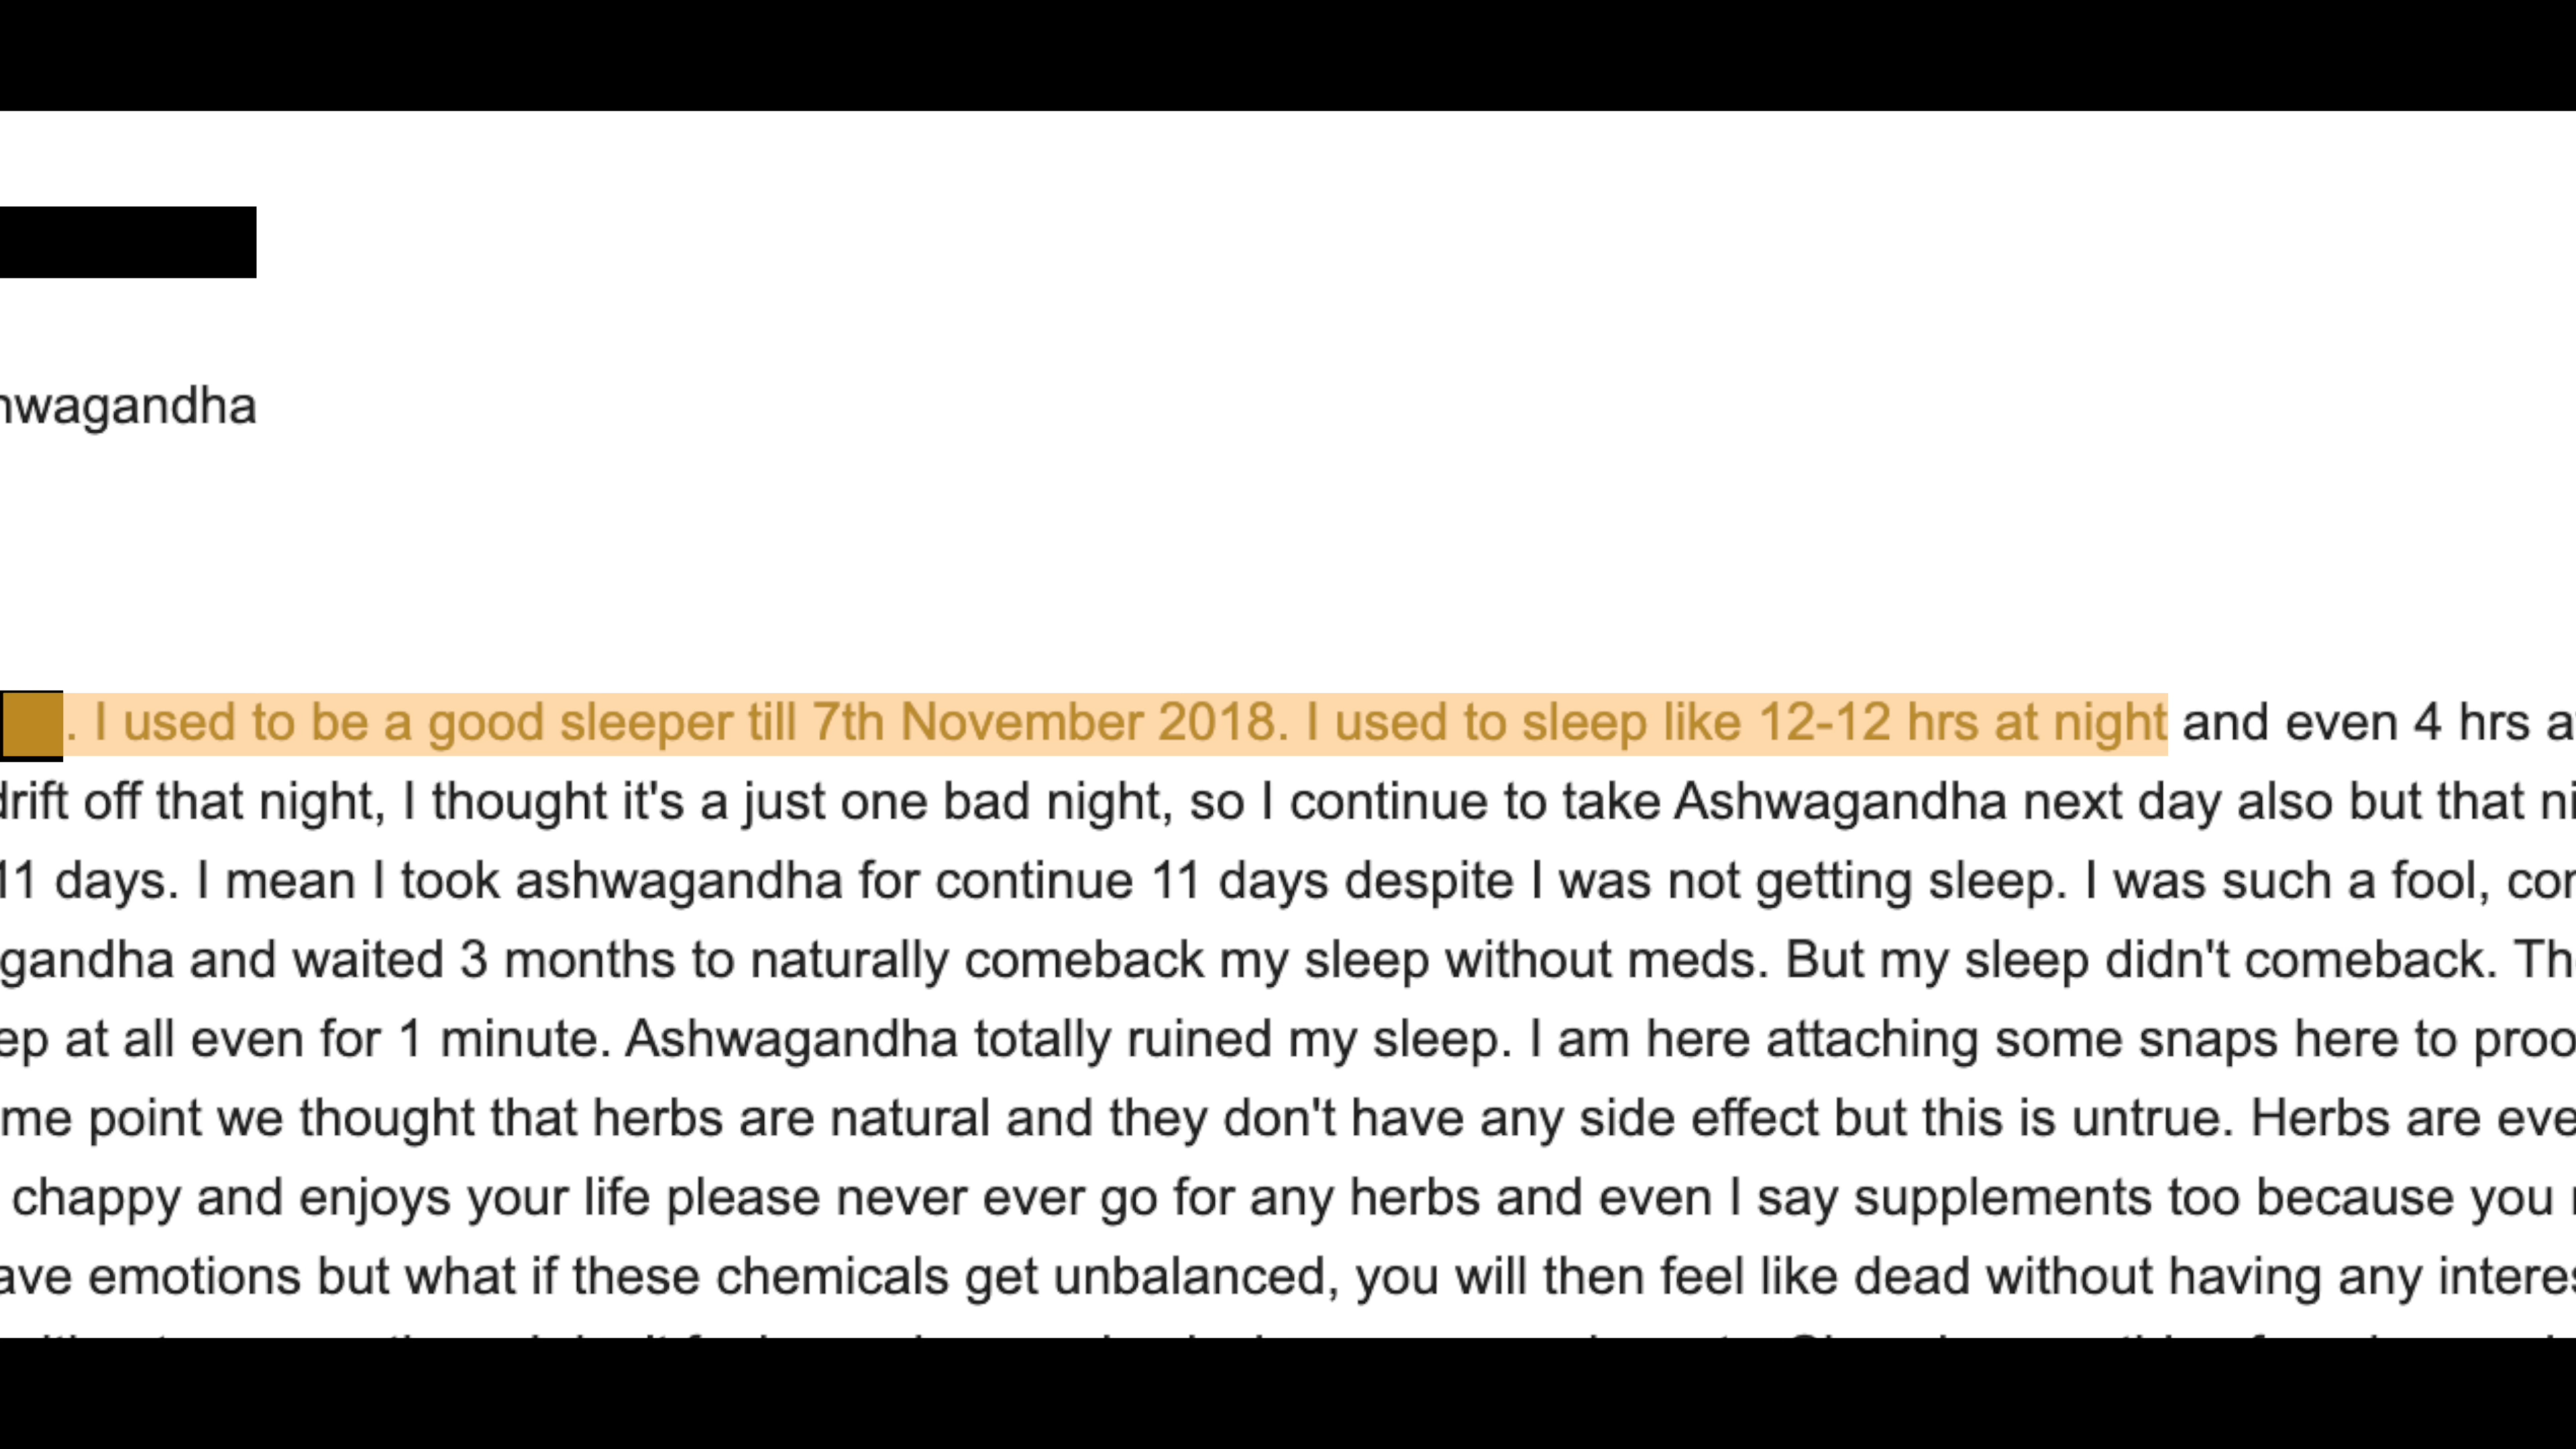 hwagandha
. I used to be a good sleeper till 7th November 2018. I used to sleep like 12-12 hrs at night and even 4 hrs a
drift off that night, I thought it's a just one bad night, so I continue to take Ashwagandha next day also but that ni
11 days. I mean I took ashwagandha for continue 11 days despite I was not getting sleep. I was such a fool, con
gandha and waited 3 months to naturally comeback my sleep without meds. But my sleep didn't comeback. Th
ep at all even for 1 minute. Ashwagandha totally ruined my sleep. I am here attaching some snaps here to proo
me point we thought that herbs are natural and they don't have any side effect but this is untrue. Herbs are eve
chappy and enjoys your life please never ever go for any herbs and even I say supplements too because you
ave emotions but what if these chemicals get unbalanced, you will then feel like dead without having any interes